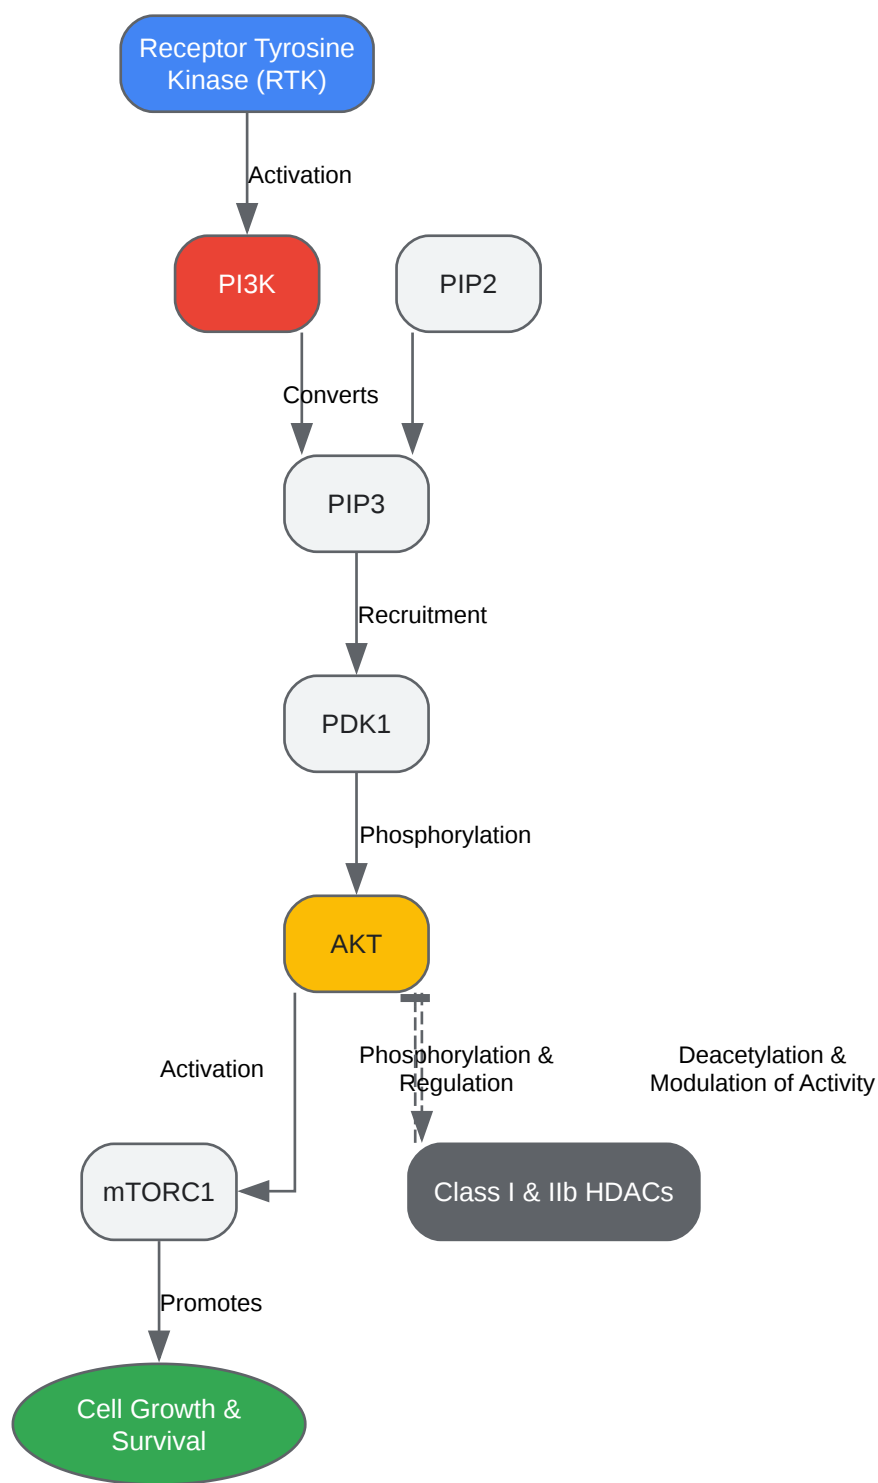 Receptor Tyrosine
Kinase (RTK)
Activation
PI3K
PIP2
Converts
PIP3
Recruitment
PDK1
Phosphorylation
AKT
Activation
Phosphorylation &
Regulation
Deacetylation &
Modulation of Activity
mTORC1
Class I & IIb HDACs
Promotes
Cell Growth &
Survival